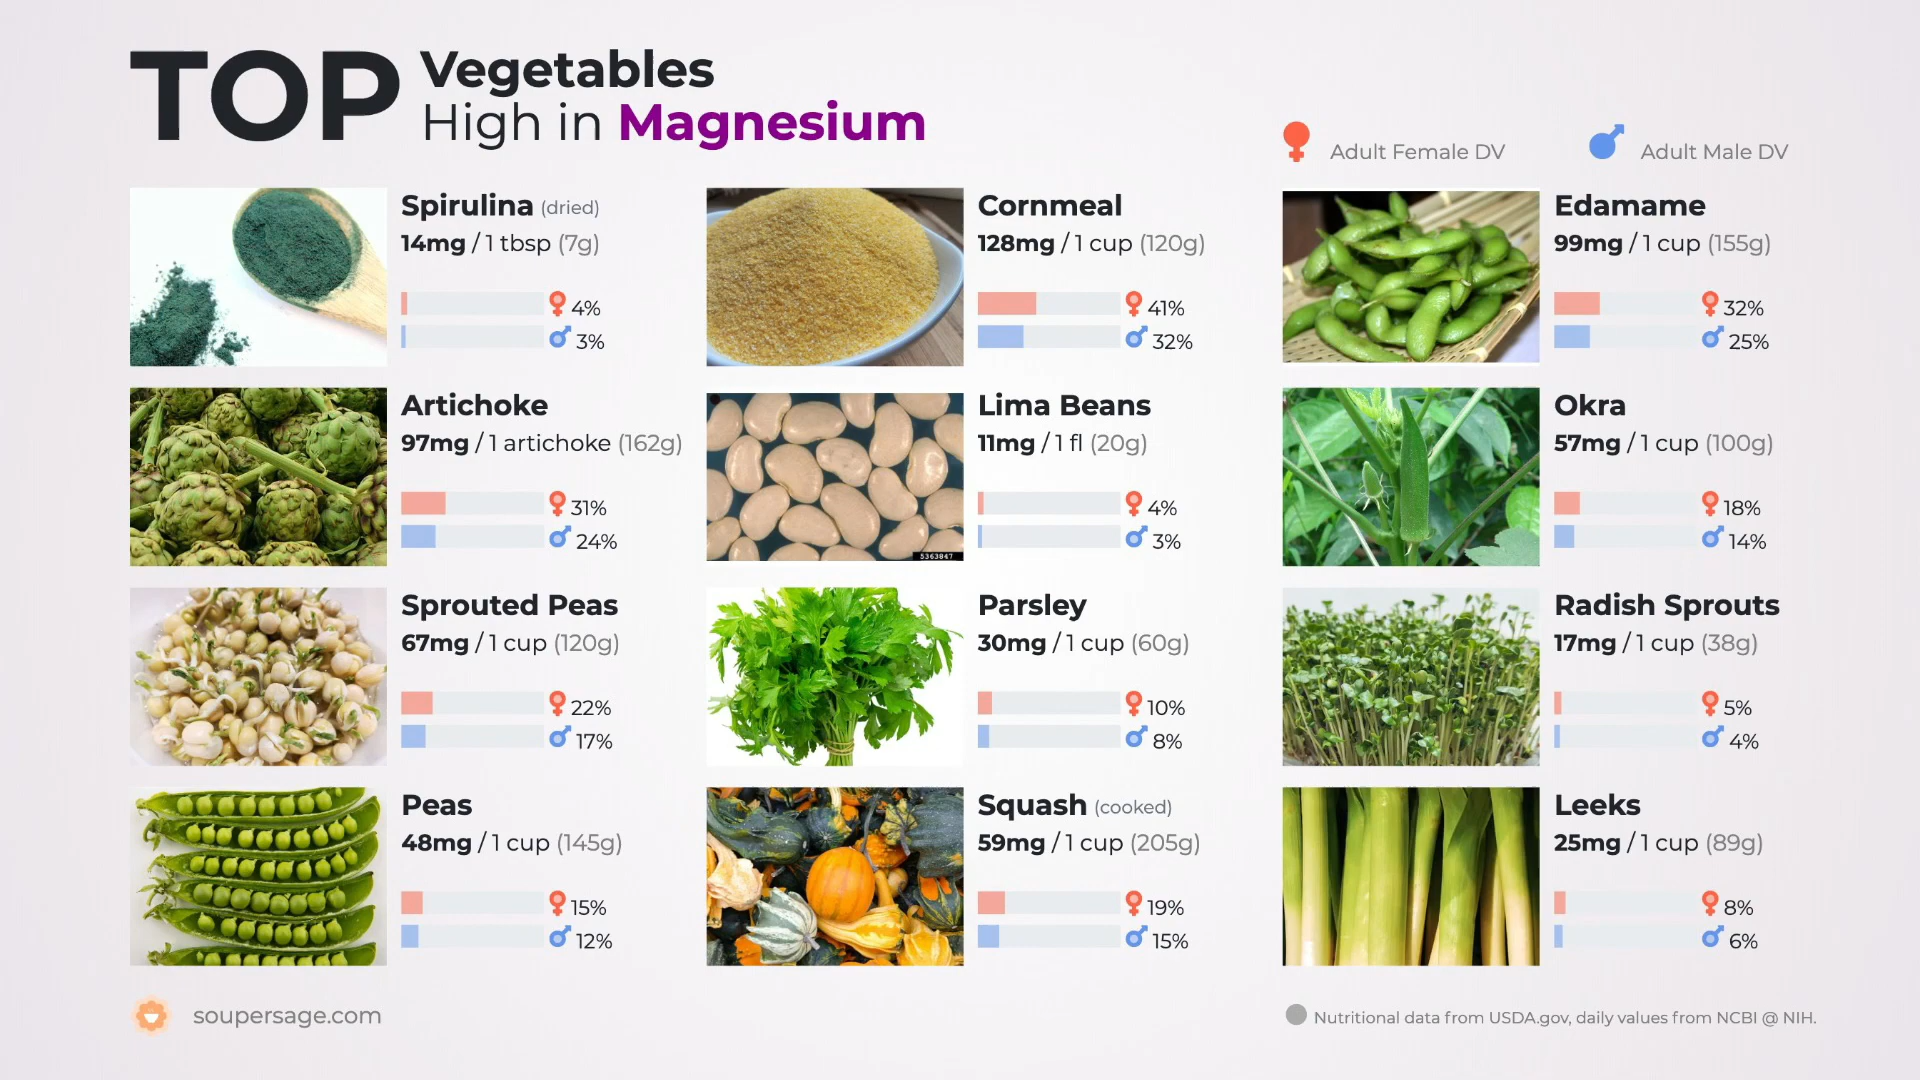 TOP Vegetables
High in Magnesium
Adult Female DV
Adult Male DV
Spirulina (dried)
14mg / 1 tbsp (7g)
4%
3%
Cornmeal
128mg / 1 cup (120g)
41%
32%
Edamame
99mg / 1 cup (155g)
32%
25%
Artichoke
97mg / 1 artichoke (162g)
31%
24%
Lima Beans
11mg / 1 fl (20g)
4%
3%
5363847
Okra
57mg / 1 cup (100g)
18%
14%
Sprouted Peas
67mg / 1 cup (120g)
22%
17%
Parsley
30mg / 1 cup (60g)
10%
8%
Radish Sprouts
17mg / 1 cup (38g)
5%
4%
Peas
48mg / 1 cup (145g)
15%
12%
Squash (cooked)
59mg / 1 cup (205g)
19%
15%
Leeks
25mg / 1 cup (89g)
8%
6%
soupersage.com
Nutritional data from USDA.gov, daily values from NCBI @ NIH.